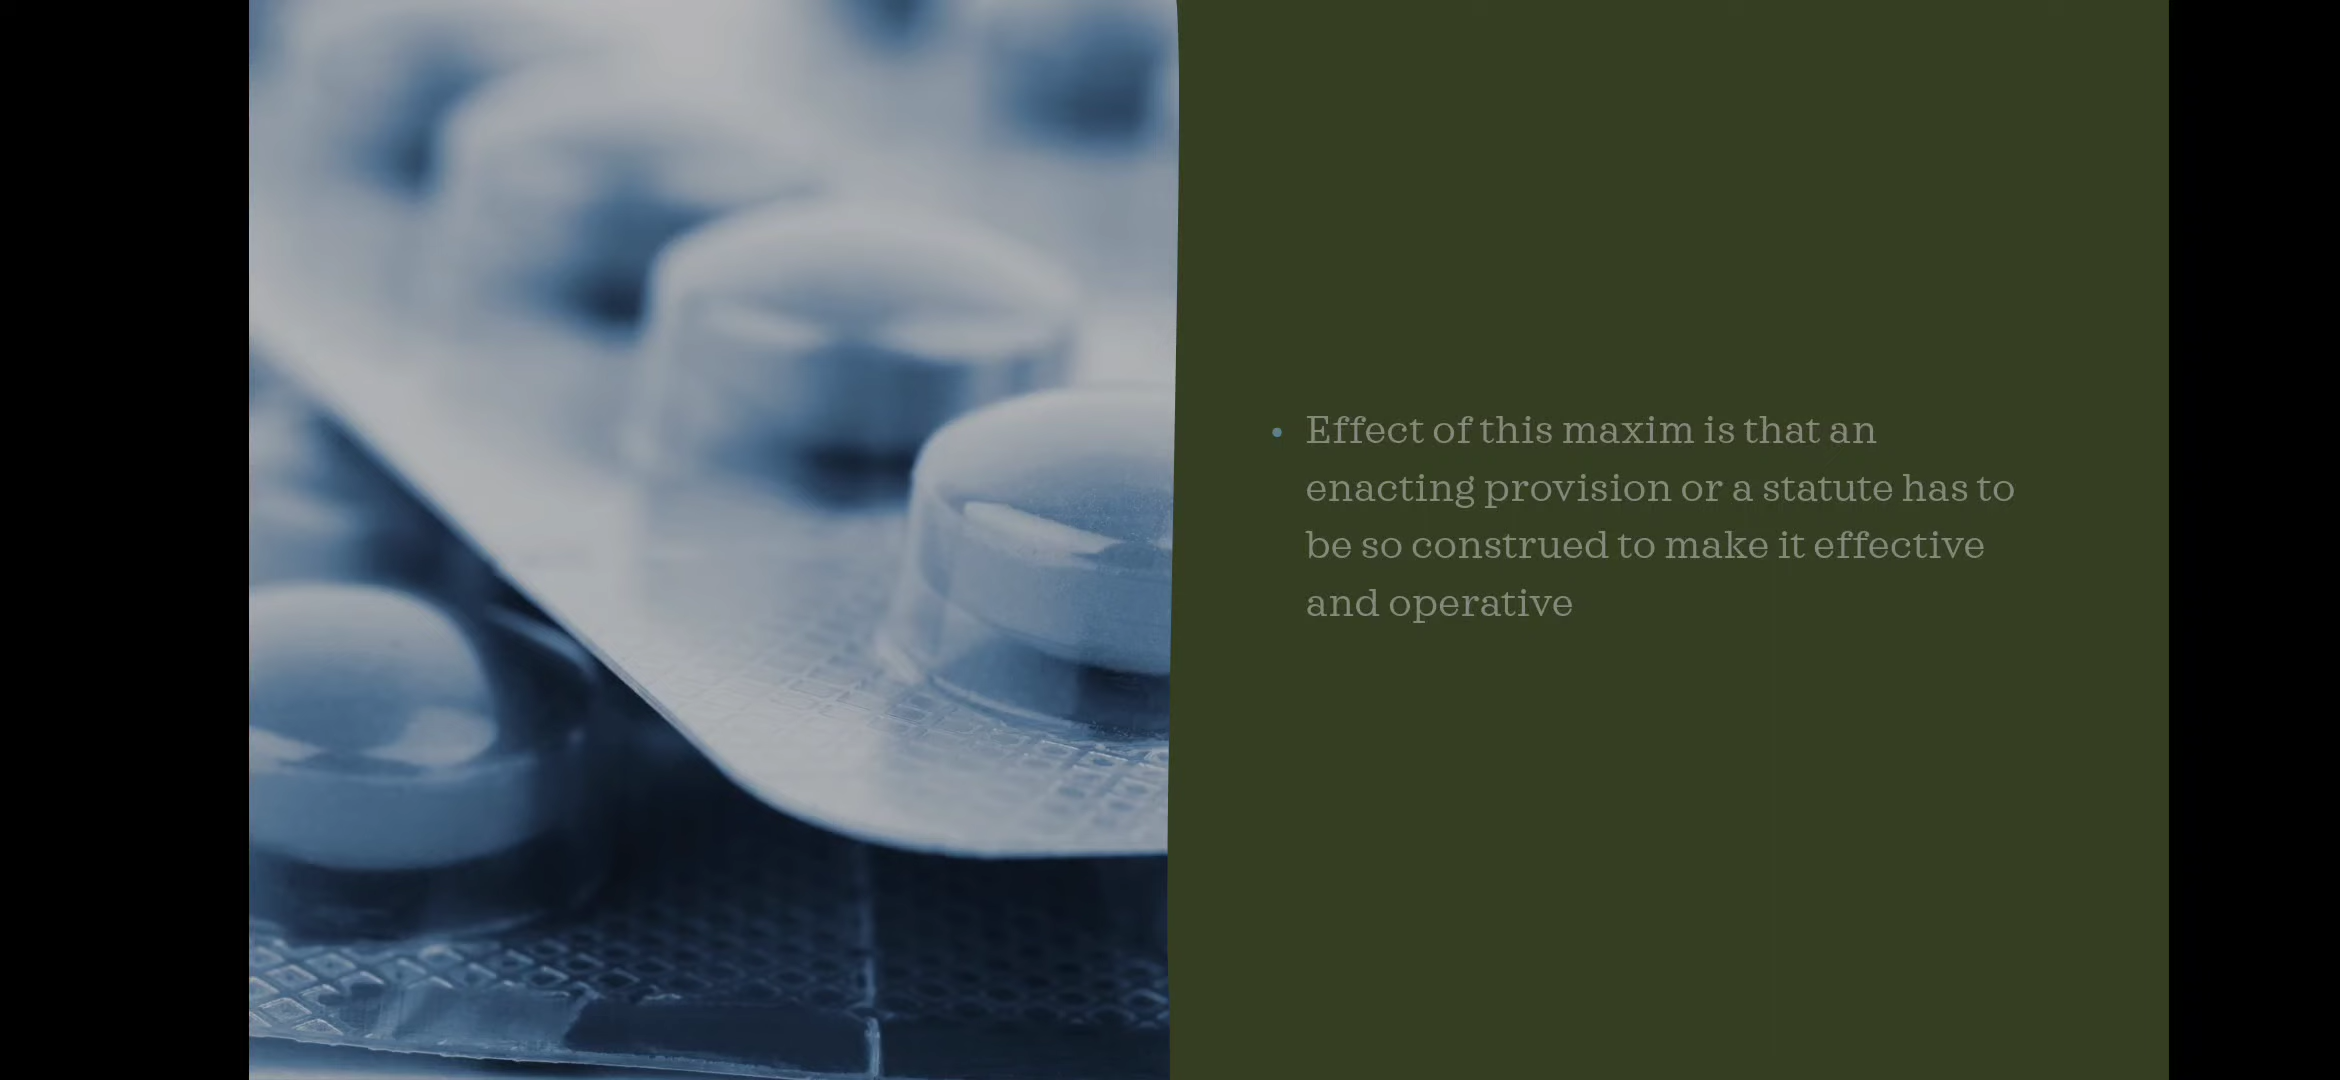 • Effect of this maxim is that an
enacting provision or a statute has to
be so construed to make it effective
and operative